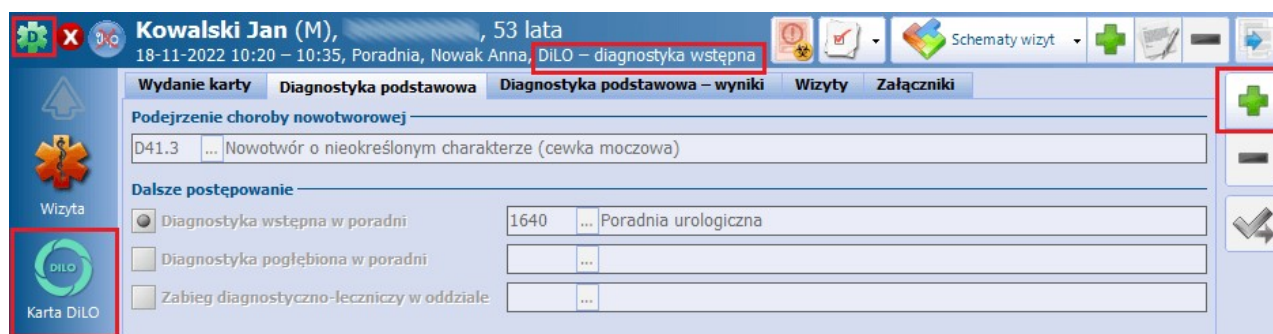 D
Kowalski Jan (M), , 53 lata
18-11-2022 10:20 – 10:35, Poradnia, Nowak Anna, DiLO – diagnostyka wstępna
Schematy wizyt
Wydanie karty Diagnostyka podstawowa Diagnostyka podstawowa – wyniki Wizyty Załączniki
Podejrzenie choroby nowotworowej
D41.3 ... Nowotwór o nieokreślonym charakterze (cewka moczowa)
Dalsze postępowanie
Wizyta
Diagnostyka wstępna w poradni 1640 ... Poradnia urologiczna
Diagnostyka pogłębiona w poradni ...
DILO
Zabieg diagnostyczno-leczniczy w oddziale ...
Karta DiLO